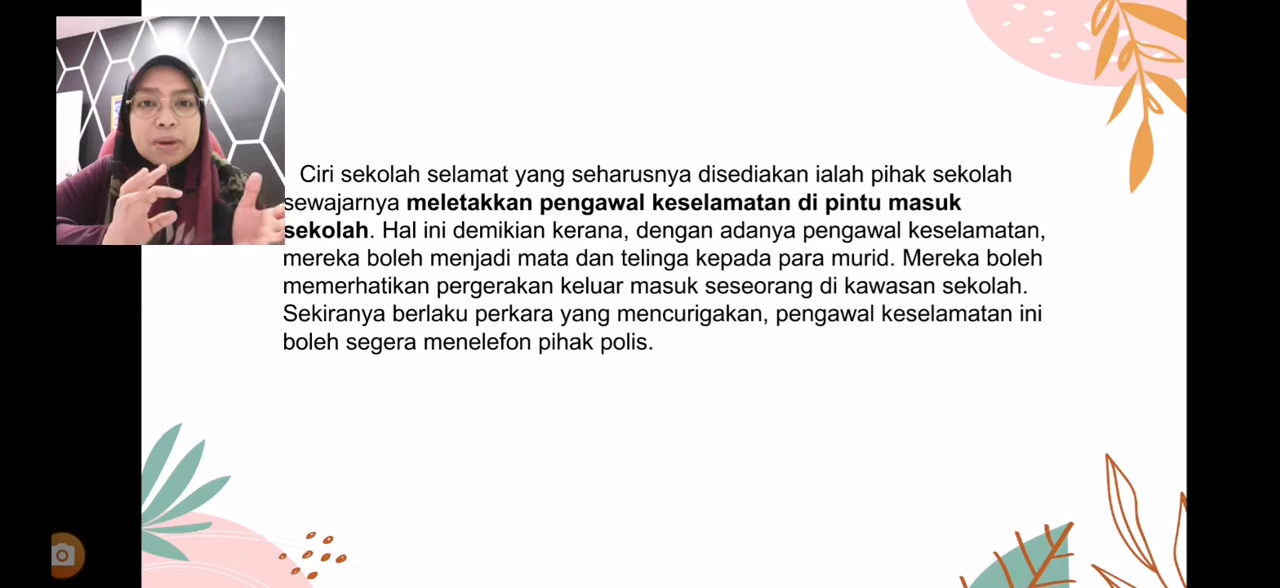 Ciri sekolah selamat yang seharusnya disediakan ialah pihak sekolah
sewajarnya meletakkan pengawal keselamatan di pintu masuk
sekolah. Hal ini demikian kerana, dengan adanya pengawal keselamatan,
mereka boleh menjadi mata dan telinga kepada para murid. Mereka boleh
memerhatikan pergerakan keluar masuk seseorang di kawasan sekolah.
Sekiranya berlaku perkara yang mencurigakan, pengawal keselamatan ini
boleh segera menelefon pihak polis.